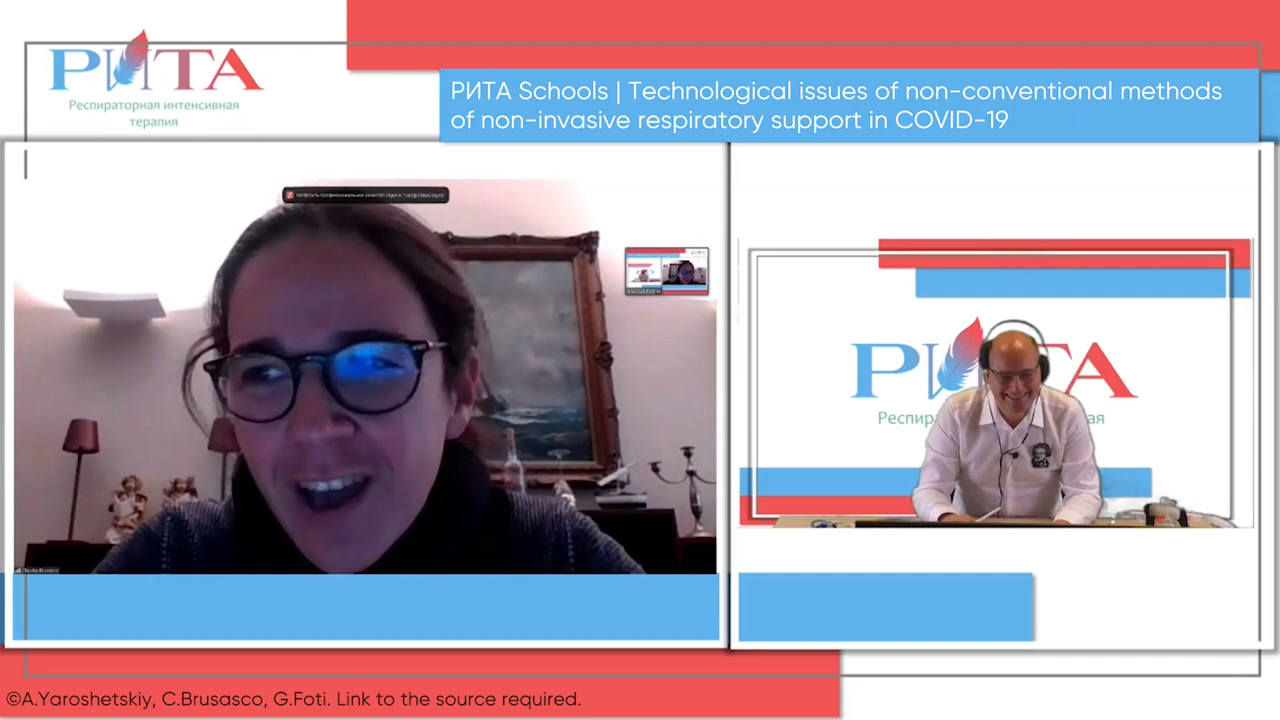 РИТА
Респираторная интенсивная
терапия
РИТА Schools | Technological issues of non-conventional methods
of non-invasive respiratory support in COVID-19
РИТА
©A.Yaroshetskiy, C.Brusasco, G.Foti. Link to the source required.